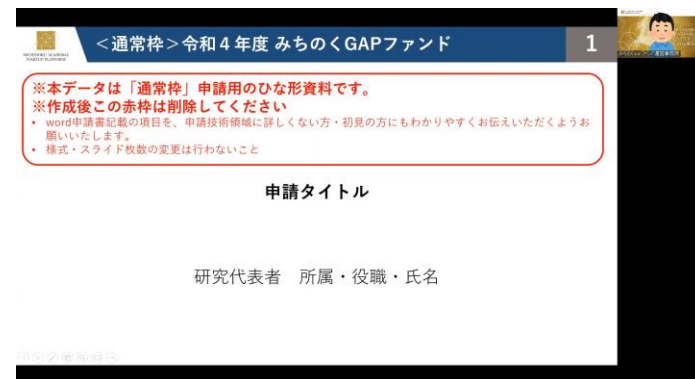 ＜通常枠＞令和４年度 みちのくGAPファンド
1
MICHINOKU ACADEMIA
STARTUP PLATFORM
※本データは「通常枠」申請用のひな形資料です。
※作成後この赤枠は削除してください
• word申請書記載の項目を、申請技術領域に詳しくない方・初見の方にもわかりやすくお伝えいただくようお
願いいたします。
• 様式・スライド枚数の変更は行わないこと
申請タイトル
研究代表者　所属・役職・氏名